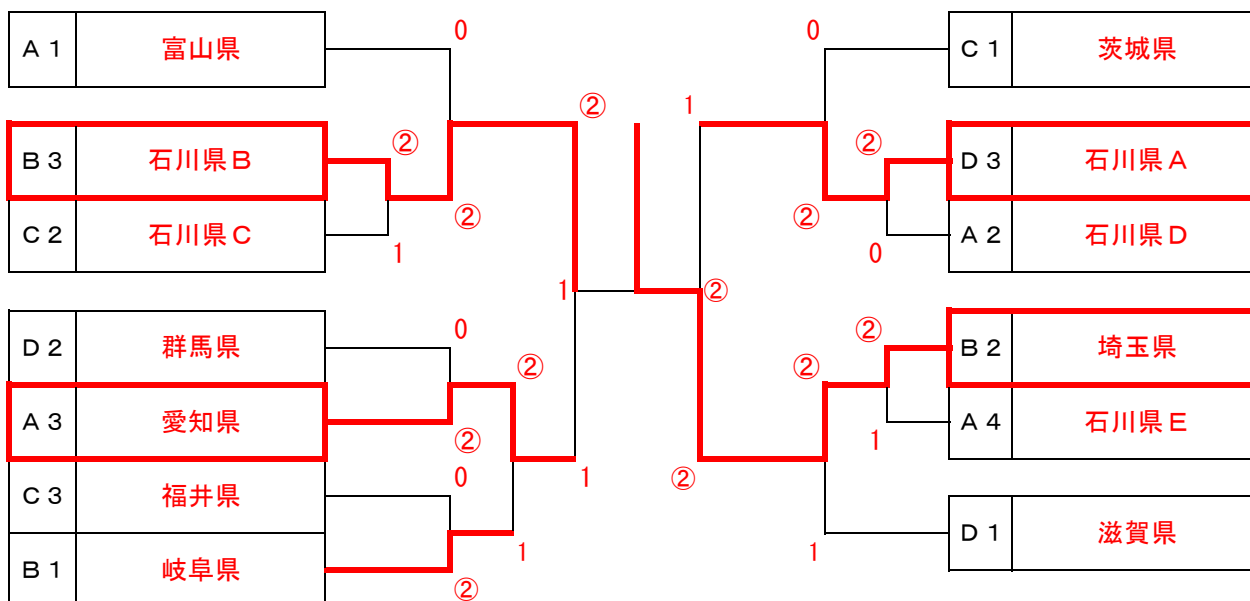 0 0
A1 富山県 C1 茨城県
② 1
② ②
B3 石川県B D3 石川県A
② ②
C2 石川県C A2 石川県D
1 0
1 ②
0 ② ②
D2 群馬県 B2 埼玉県
② ②
A3 愛知県 A4 石川県E
② 1
0 1 ②
C3 福井県 D1 滋賀県
1 1
B1 岐阜県
②